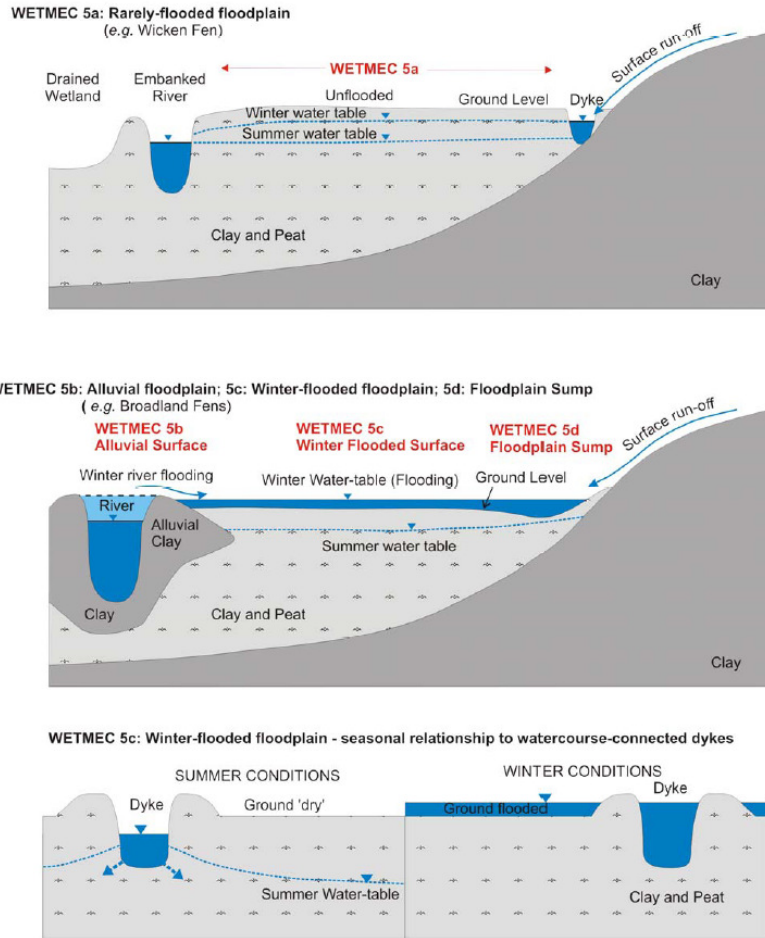 WETMEC 5a: Rarely-flooded floodplain
(e.g. Wicken Fen)
WETMEC 5a
Surface run-off
Drained
Wetland
Embanked
River
Unflooded
Ground Level
Dyke
Winter water table
Summer water table
Clay and Peat
Clay
WETMEC 5b: Alluvial floodplain; 5c: Winter-flooded floodplain; 5d: Floodplain Sump
( e.g. Broadland Fens)
WETMEC 5b
Alluvial Surface
WETMEC 5c
Winter Flooded Surface
WETMEC 5d
Floodplain Sump
Surface run-off
Winter river flooding
Winter Water-table (Flooding)
Ground Level
River
Alluvial
Clay
Summer water table
Clay
Clay and Peat
Clay
WETMEC 5c: Winter-flooded floodplain - seasonal relationship to watercourse-connected dykes
SUMMER CONDITIONS
WINTER CONDITIONS
Dyke
Ground 'dry'
Ground flooded
Dyke
Summer Water-table
Clay and Peat